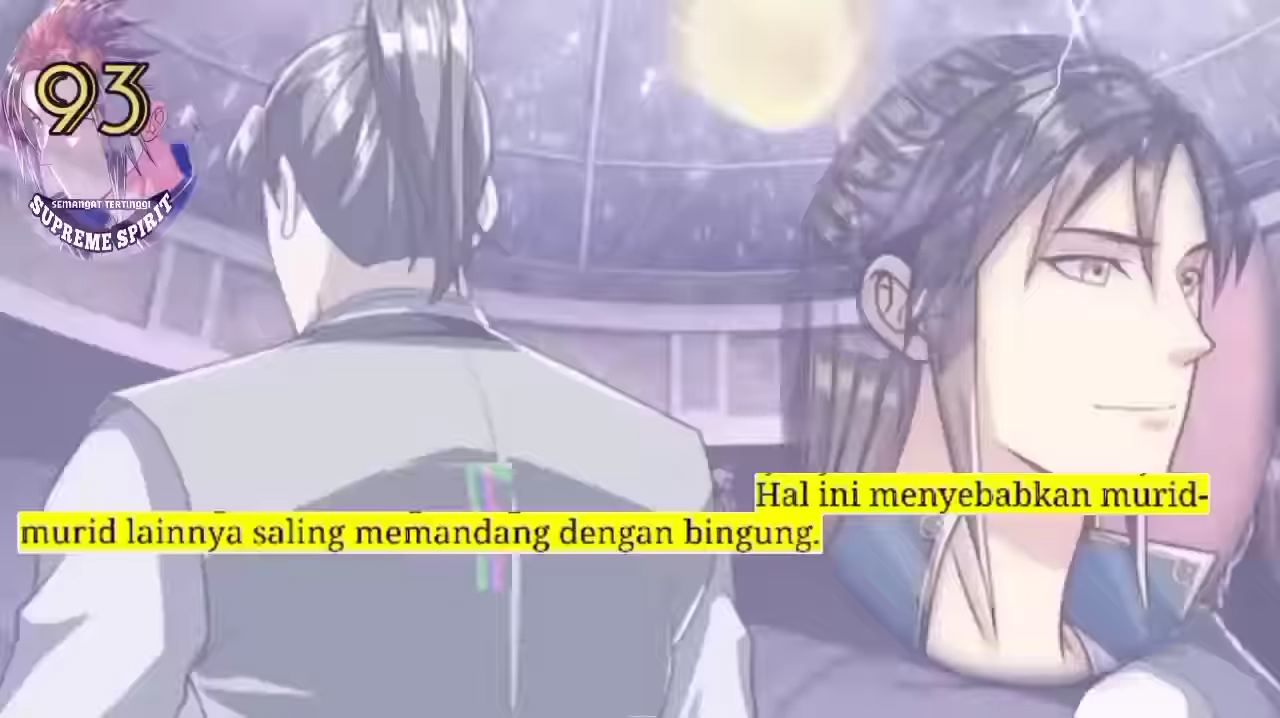 93
SEMANGAT TERTINGGI
SUPREME SPIRIT
Hal ini menyebabkan murid-
murid lainnya saling memandang dengan bingung.